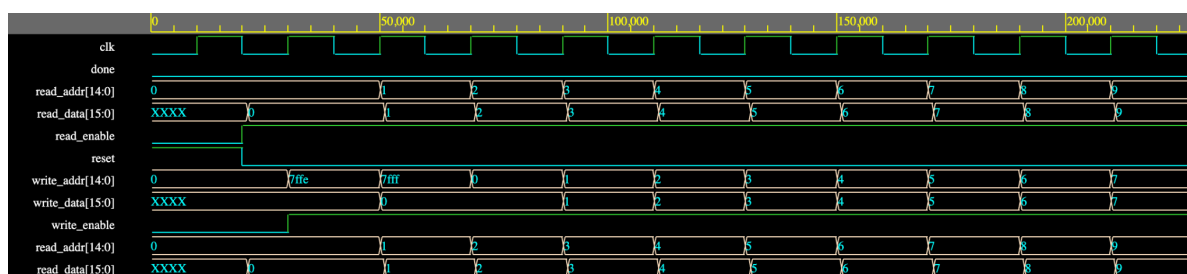 0 50,000 100,000 150,000 200,000
clk
done
read_addr[14:0] 0 1 2 3 4 5 6 7 8 9
read_data[15:0] XXXX 0 1 2 3 4 5 6 7 8 9
read_enable
reset
write_addr[14:0] 0 7ffe 7fff 0 1 2 3 4 5 6 7
write_data[15:0] XXXX 0 1 2 3 4 5 6 7
write_enable
read_addr[14:0] 0 1 2 3 4 5 6 7 8 9
read_data[15:0] XXXX 0 1 2 3 4 5 6 7 8 9